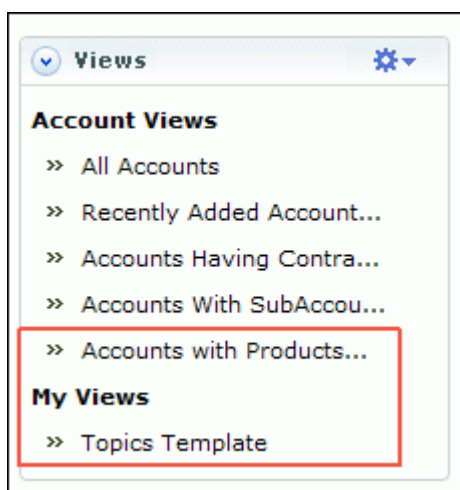 Views
Account Views
» All Accounts
» Recently Added Account...
» Accounts Having Contra...
» Accounts With SubAccou...
» Accounts with Products...
My Views
» Topics Template